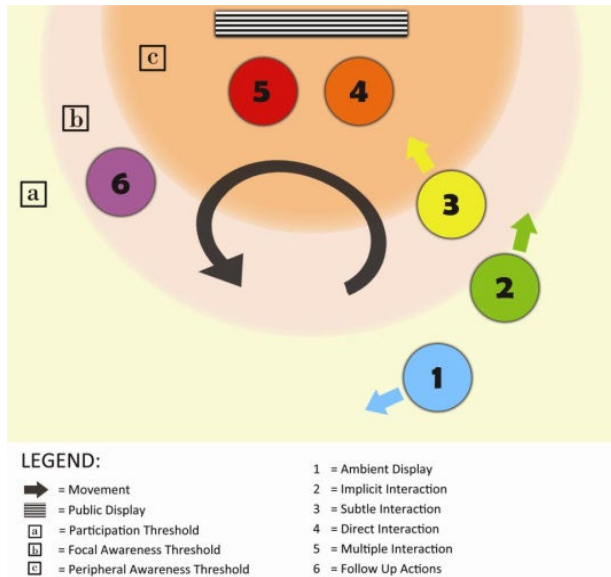 c
5
4
b
a
6
3
2
1
LEGEND:
= Movement
= Public Display
a = Participation Threshold
b = Focal Awareness Threshold
c = Peripheral Awareness Threshold
1 = Ambient Display
2 = Implicit Interaction
3 = Subtle Interaction
4 = Direct Interaction
5 = Multiple Interaction
6 = Follow Up Actions